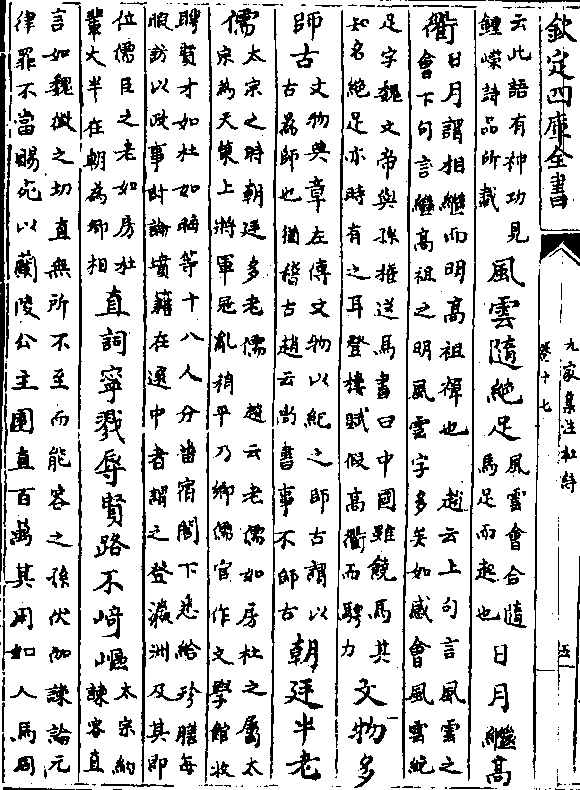 欽定四庫全書
九家集注杜詩
卷十七
五
云此語有神功見
鍾嶸詩品所載
風雲隨絶足
風雲會合隨
馬足而起也
日月繼高
衢
日月謂相繼而明高祖禪也 趙云上句言風雲之
會下句言繼高祖之明風雲字多矣如感會風雲絶
足字魏文帝與孫權送馬書曰中國雖饒馬其
知名絶足亦時有之耳登樓賦假高衢而騁力
文物多
師古
文物典章左傳文物以紀之師古謂以
古為師也猶稽古趙云尚書事不師古
朝廷半老
儒
太宗之時朝廷多老儒 趙云老儒如房杜之屬太
宗為天策上將軍冦亂稍平乃鄉儒宫作文學館收
聘賢才如杜如晦等十八人分番宿閣下悉給珍膳每
暇訪以政事討論墳籍在選中者謂之登瀛洲及其即
位儒臣之老如房杜
輩大半在朝為卿相
直詞寧戮辱賢路不崎嶇
太宗納
諫容直
言如魏徵之切直無所不至而能容之孫伏伽諫論元
律罪不當賜死以蘭陵公主園直百萬其用如人馬周